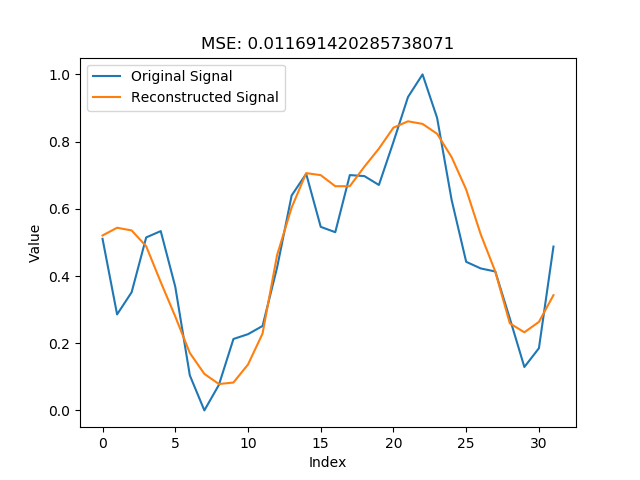 MSE: 0.011691420285738071
Original Signal
Reconstructed Signal
1.0
0.8
0.6
0.4
0.2
0.0
Value
0 5 10 15 20 25 30
Index